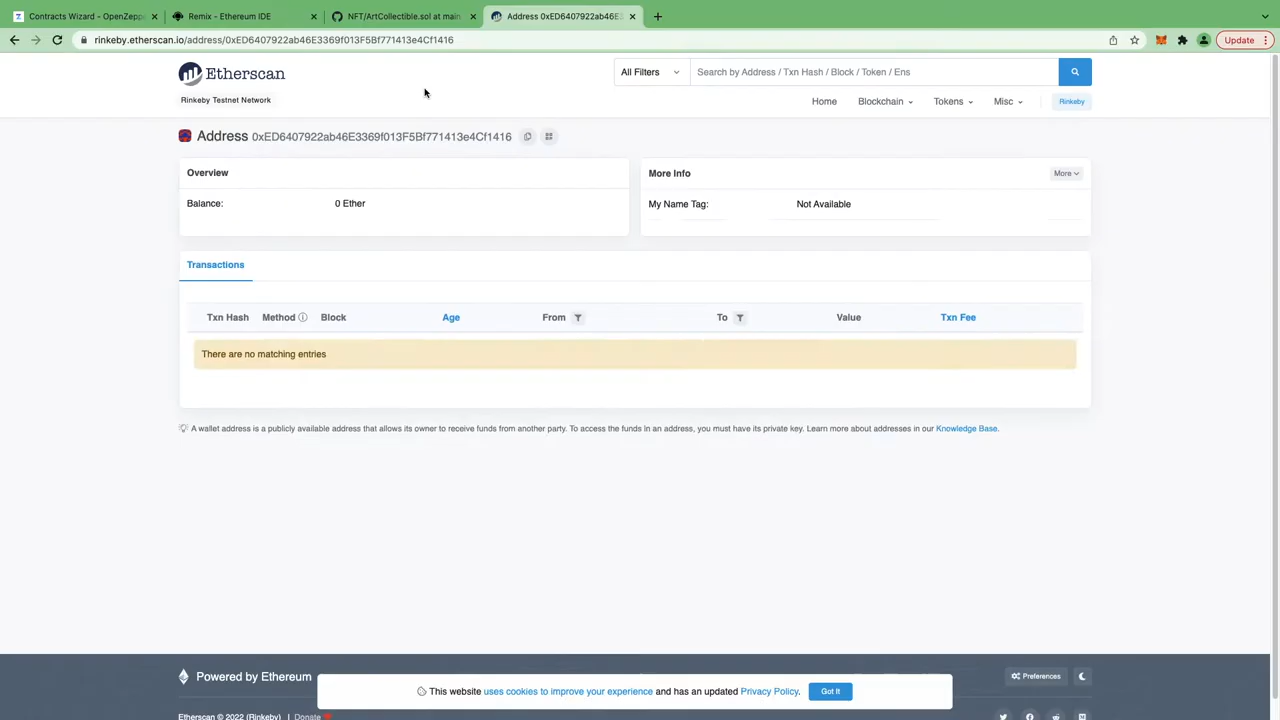 Contracts Wizard - OpenZeppe
Remix - Ethereum IDE
NFT/ArtCollectible.sol at main
Address 0xED6407922ab46E3
rinkeby.etherscan.io/address/0xED6407922ab46E3369f013F5Bf771413e4Cf1416
Update
Etherscan
All Filters
Search by Address / Txn Hash / Block / Token / Ens
Rinkeby Testnet Network
Home
Blockchain
Tokens
Misc
Rinkeby
Address 0xED6407922ab46E3369f013F5Bf771413e4Cf1416
Overview
Balance:
0 Ether
More Info
More
My Name Tag:
Not Available
Transactions
Txn Hash
Method
Block
Age
From
To
Value
Txn Fee
There are no matching entries
A wallet address is a publicly available address that allows its owner to receive funds from another party. To access the funds in an address, you must have its private key. Learn more about addresses in our Knowledge Base.
Powered by Ethereum
Preferences
This website uses cookies to improve your experience and has an updated Privacy Policy.
Got It
Etherscan © 2022 (Rinkeby) | Donate